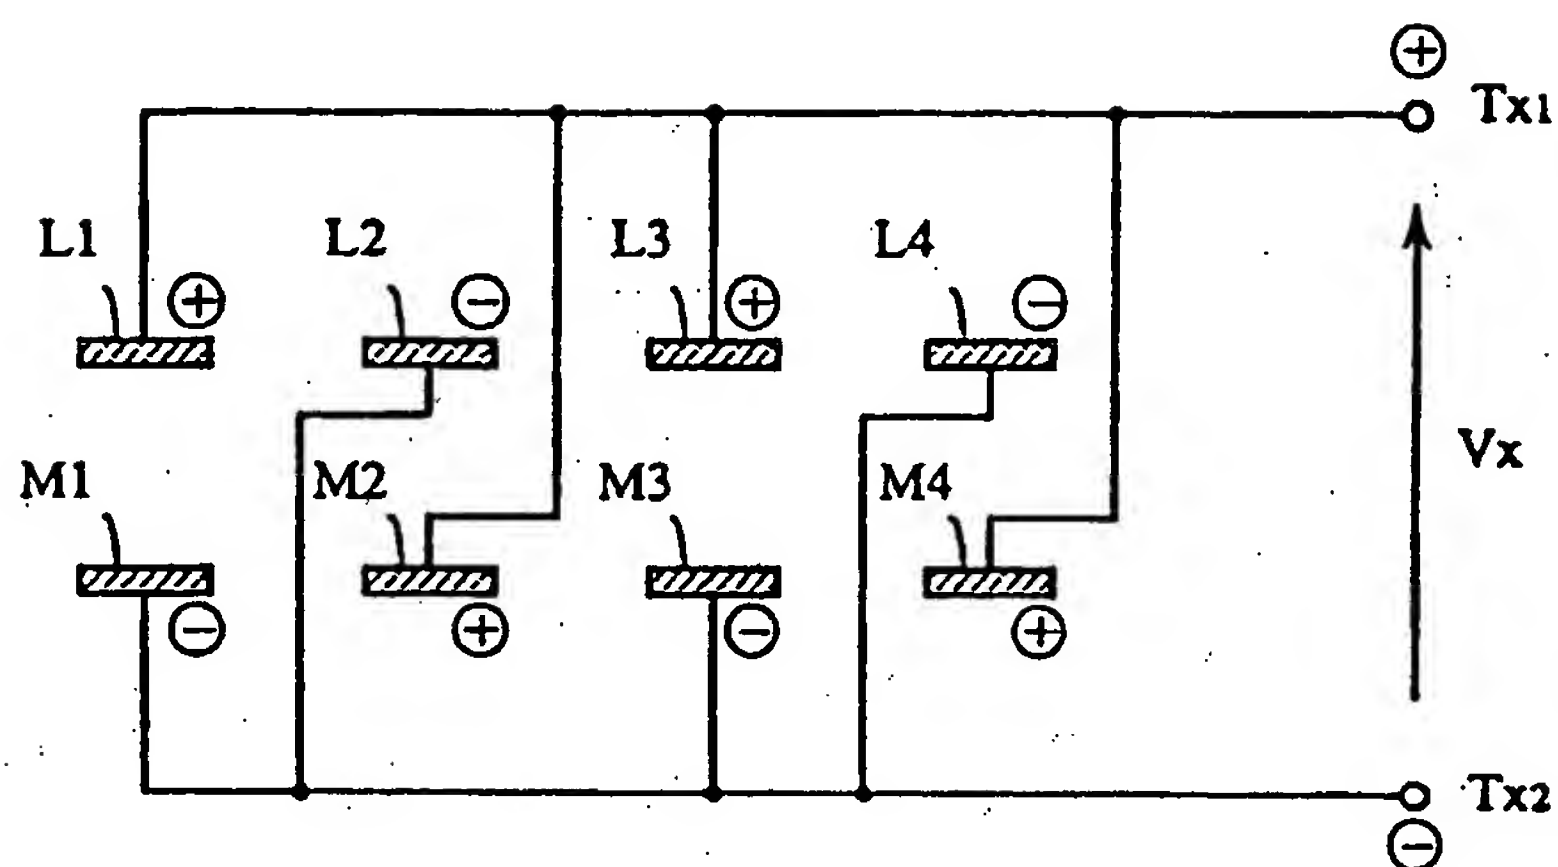 ⊕
Tx1
L1 L2 L3 L4
⊕ ⊖ ⊕ ⊖
Vx
M1 M2 M3 M4
⊖ ⊕ ⊖ ⊕
Tx2
⊖